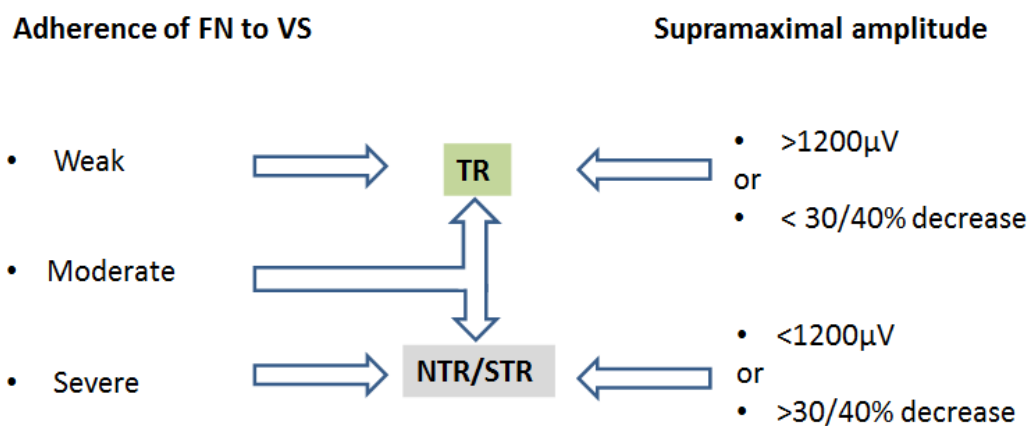 Adherence of FN to VS
Supramaximal amplitude
• Weak
TR
• >1200µV
or
• < 30/40% decrease
• Moderate
• Severe
NTR/STR
• <1200µV
or
• >30/40% decrease